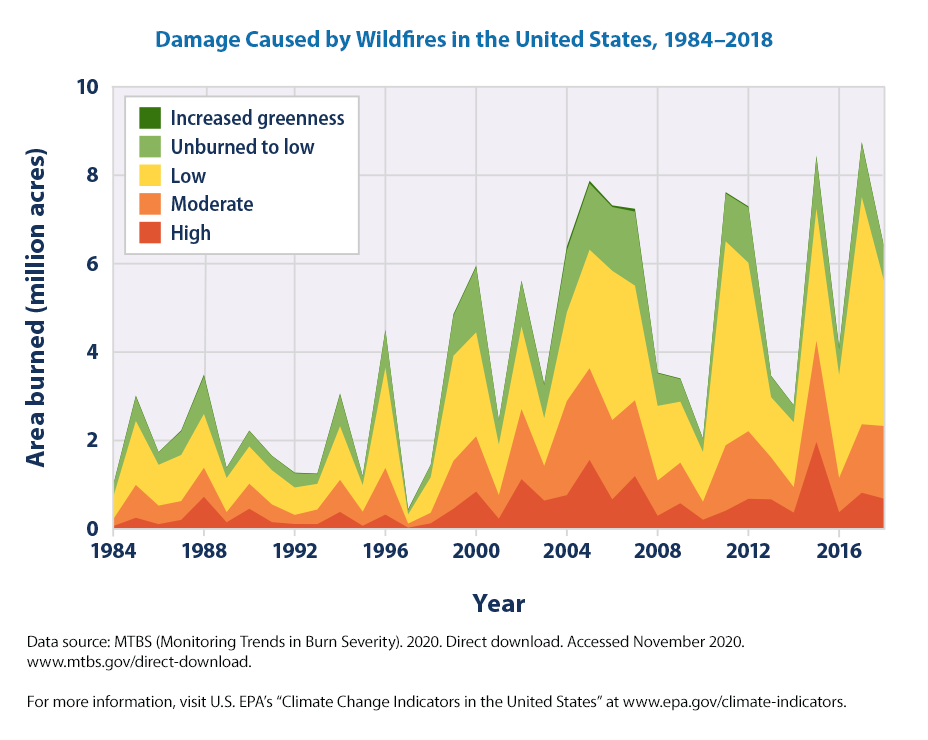 Damage Caused by Wildfires in the United States, 1984–2018
10
Increased greenness
Unburned to low
8
Low
Moderate
High
6
Area burned (million acres)
4
2
0
1984 1988 1992 1996 2000 2004 2008 2012 2016
Year
Data source: MTBS (Monitoring Trends in Burn Severity). 2020. Direct download. Accessed November 2020.
www.mtbs.gov/direct-download.
For more information, visit U.S. EPA’s “Climate Change Indicators in the United States” at www.epa.gov/climate-indicators.